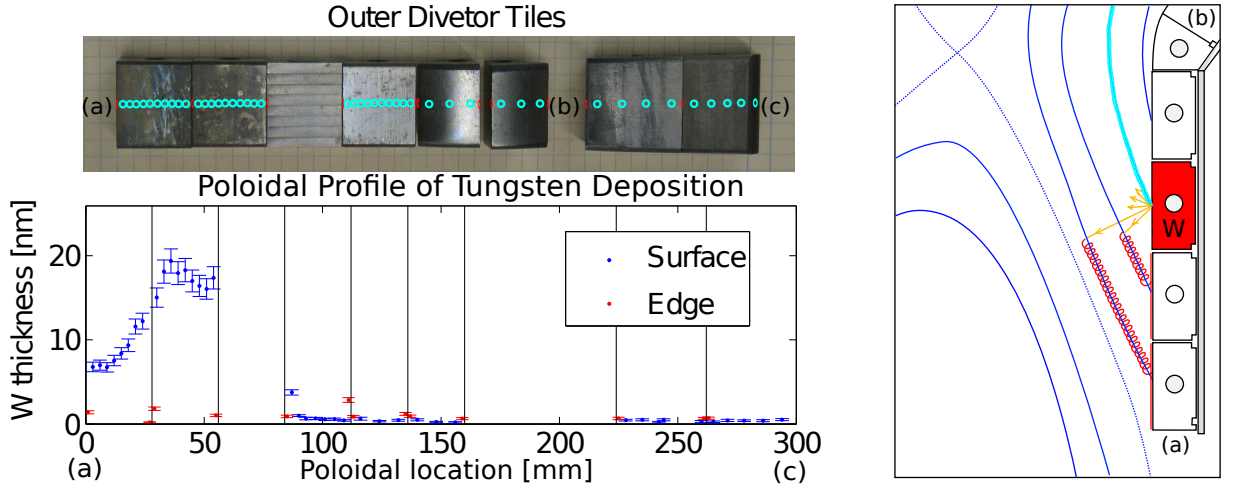 Outer Divetor Tiles
(a) (b) (c)
Poloidal Profile of Tungsten Deposition
W thickness [nm]
20
10
0
Surface
Edge
0 50 100 150 200 250 300
(a) Poloidal location [mm] (c)
(b)
W
(a)